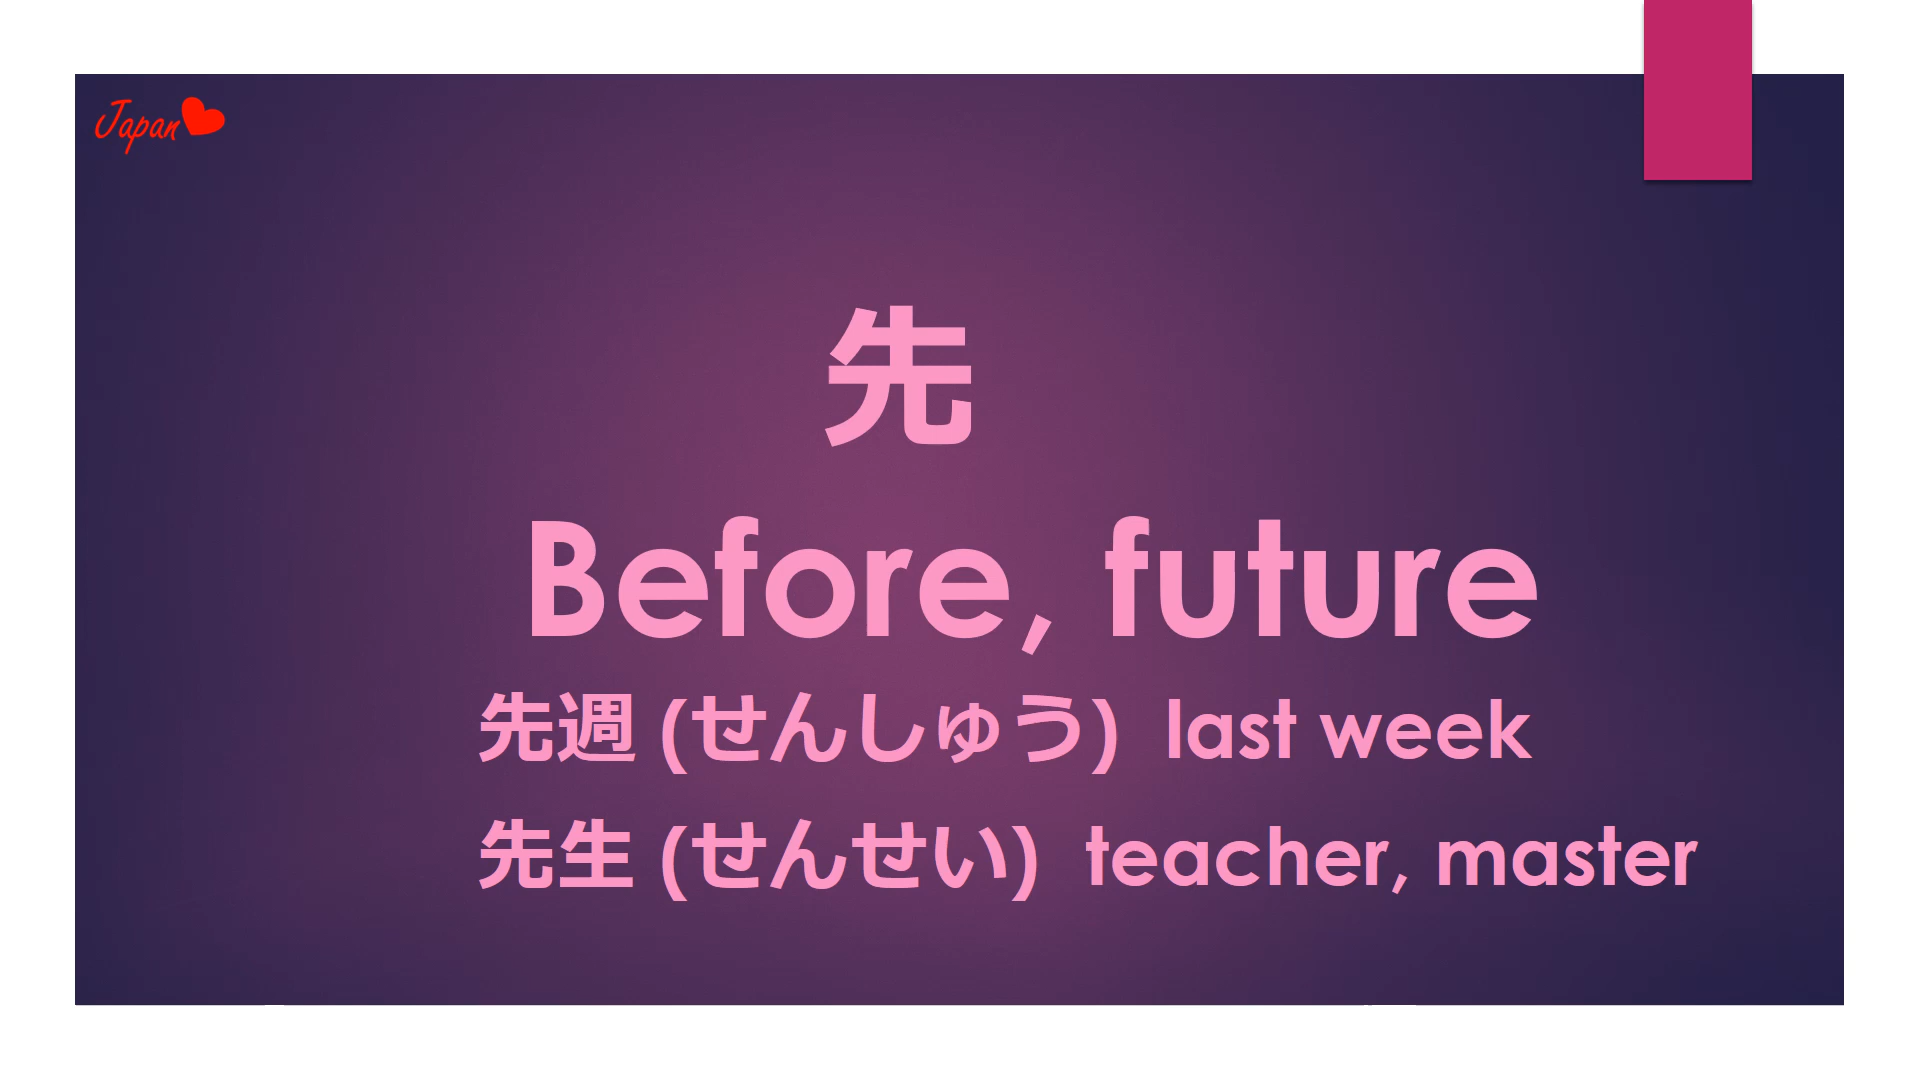 Japan
先
Before, future
先週 (せんしゅう) last week
先生 (せんせい) teacher, master